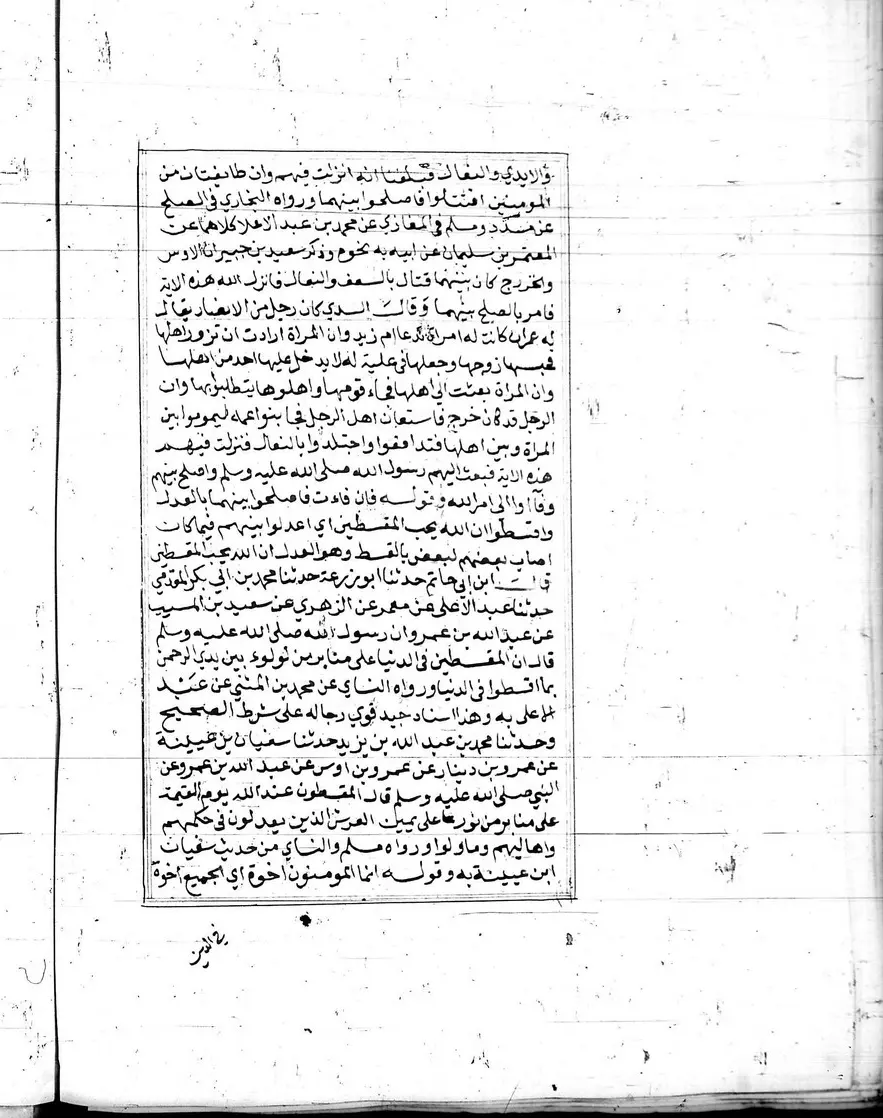 والايدي والنعال فبلغنا انه انزلت فيهم وان طايفتان من
المومنين اقتتلوا فاصلحوا بينهما ورواه البخاري في الصلح
عن مسدد ومسلم في المغازي عن محمد بن عبد الاعلا كلاهما عن
المعتمر بن سليمان عن ابيه به نحوه وذكر سعيد بن جبير ان الاوس
والخزرج كان بينهما قتال بالسعف والنعال فانزل الله هذه الاية
فامر بالصلح بينهما وقال السدي كان رجل من الانصار يقال
له عمران كانت له امراة تدعا ام زيد وان المراة ارادت ان تزور اهلها
فحبسها زوجها وجعلها في علية له لا يدخل عليها احد من اهلها
وان المراة بعثت الى اهلها فجاء قومها واهلوها يتطلبوا بها وان
الرجل قد كان خرج فاستعان اهل الرجل فجا بنوا عمه ليحولوا بين
المراة وبين اهلها فتدافعوا واجتلدوا بالنعال فنزلت فيهم
هذه الاية فبعث اليهم رسول الله صلى الله عليه وسلم واصلح بينهم
وفاؤا الى امر الله وقوله فان فاءت فاصلحوا بينهما بالعدل
واقسطوا ان الله يحب المقسطين اي اعدلوا بينهم فيما كان
اصاب بعضهم لبعض بالقسط وهو العدل ان الله يحب المقسطين
قال ابن ابي حاتم حدثنا ابو زرعة حدثنا محمد بن ابي بكر المقدمي
حدثنا عبد الاعلى عن معمر عن الزهري عن سعيد بن المسيب
عن عبد الله بن عمرو ان رسول الله صلى الله عليه وسلم
قال ان المقسطين في الدنيا على منابر من لولوء بين يدي الرحمن
بما اقسطوا في الدنيا ورواه النساي عن محمد بن المثني عن عبد
الاعلى به وهذا اسناد جيد قوي رجاله على شرط الصحيح
وحدثنا محمد بن عبد الله بن يزيد حدثنا سفيان بن عيينة
عن عمرو بن دينار عن عمرو بن اوس عن عبد الله بن عمرو عن
النبي صلى الله عليه وسلم قال المقسطون عند الله يوم القيمة
على منابر من نور على يمين العرش الذين يعدلون في حكمهم
واهاليهم وما ولوا ورواه مسلم والنساي من حديث سفيان
ابن عيينة به وقوله انما المومنون اخوة اي الجميع اخوة
في الدين